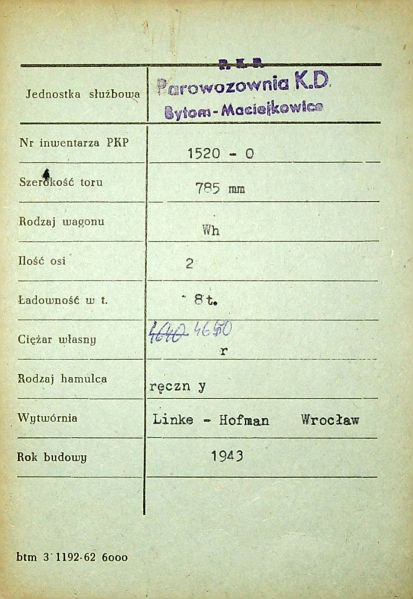 P. K. P.
Jednostka służbowa Parowozownia K.D.
Bytom-Maciejkowice
Nr inwentarza PKP 1520 - 0
Szerokość toru 785 mm
Rodzaj wagonu Wh
Ilość osi 2
Ładowność w t. 8t.
Ciężar własny 4640 4650
r
Rodzaj hamulca ręczn y
Wytwórnia Linke - Hofman Wrocław
Rok budowy 1943
btm 3 1192-62 6000